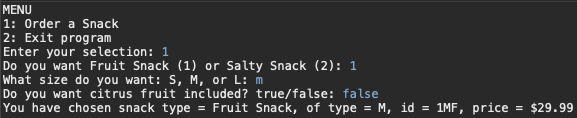 MENU
1: Order a Snack
2: Exit program
Enter your selection: 1
Do you want Fruit Snack (1) or Salty Snack (2): 1
What size do you want: S, M, or L: m
Do you want citrus fruit included? true/false: false
You have chosen snack type = Fruit Snack, of type = M, id = 1MF, price = $29.99